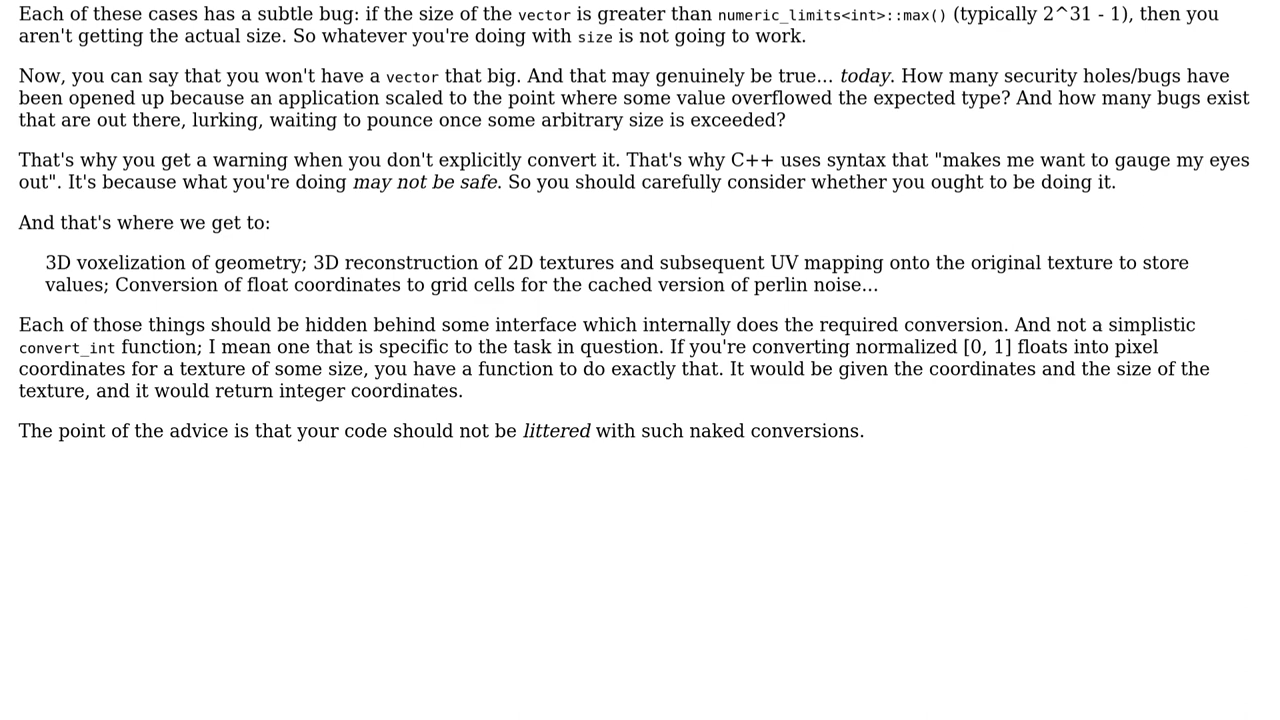 Each of these cases has a subtle bug: if the size of the vector is greater than numeric_limits<int>::max() (typically 2^31 - 1), then you
aren't getting the actual size. So whatever you're doing with size is not going to work.
Now, you can say that you won't have a vector that big. And that may genuinely be true... today. How many security holes/bugs have
been opened up because an application scaled to the point where some value overflowed the expected type? And how many bugs exist
that are out there, lurking, waiting to pounce once some arbitrary size is exceeded?
That's why you get a warning when you don't explicitly convert it. That's why C++ uses syntax that "makes me want to gauge my eyes
out". It's because what you're doing may not be safe. So you should carefully consider whether you ought to be doing it.
And that's where we get to:
3D voxelization of geometry; 3D reconstruction of 2D textures and subsequent UV mapping onto the original texture to store
values; Conversion of float coordinates to grid cells for the cached version of perlin noise...
Each of those things should be hidden behind some interface which internally does the required conversion. And not a simplistic
convert_int function; I mean one that is specific to the task in question. If you're converting normalized [0, 1] floats into pixel
coordinates for a texture of some size, you have a function to do exactly that. It would be given the coordinates and the size of the
texture, and it would return integer coordinates.
The point of the advice is that your code should not be littered with such naked conversions.